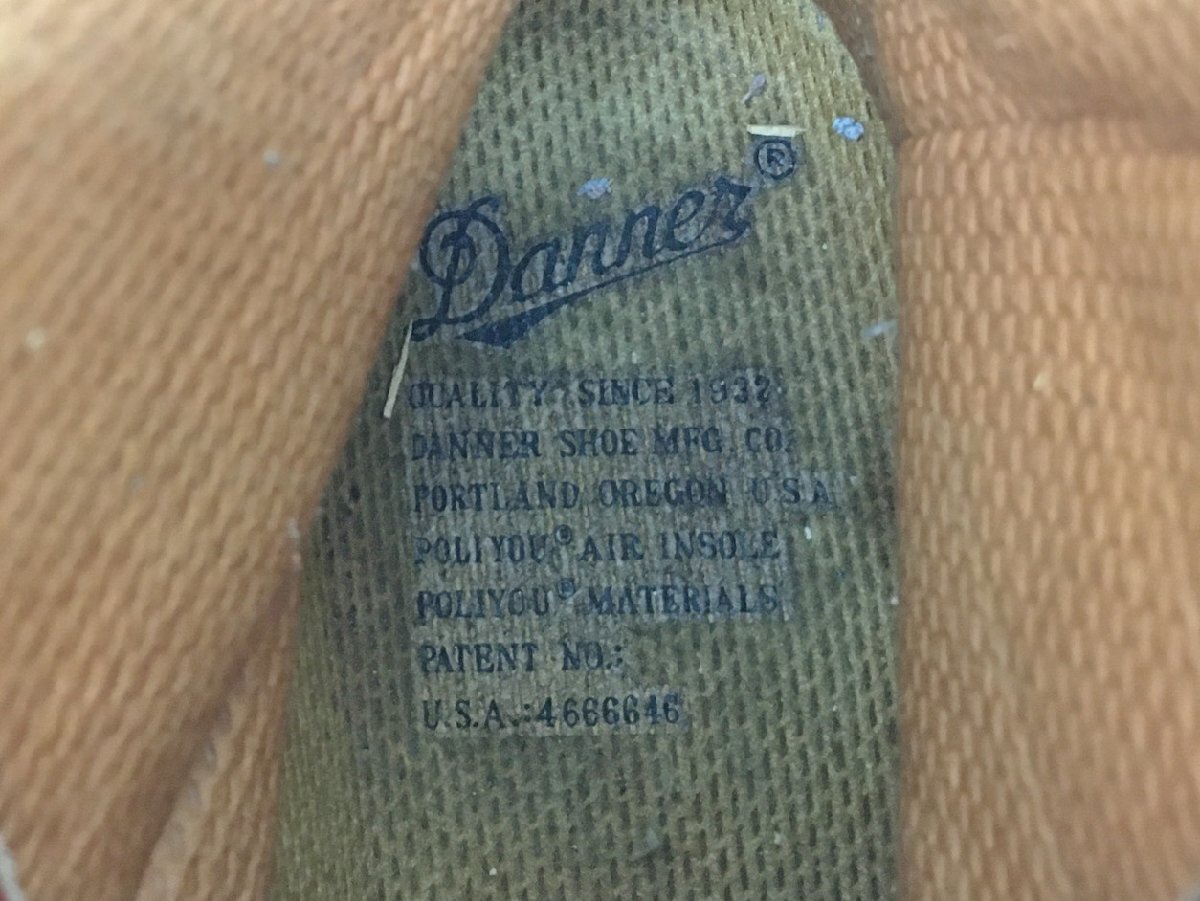 Danner®
QUALITY SINCE 1932
DANNER SHOE MFG. CO.
PORTLAND OREGON U.S.A
POLIYOU® AIR INSOLE
POLIYOU® MATERIALS
PATENT NO.:
U.S.A.:4666646